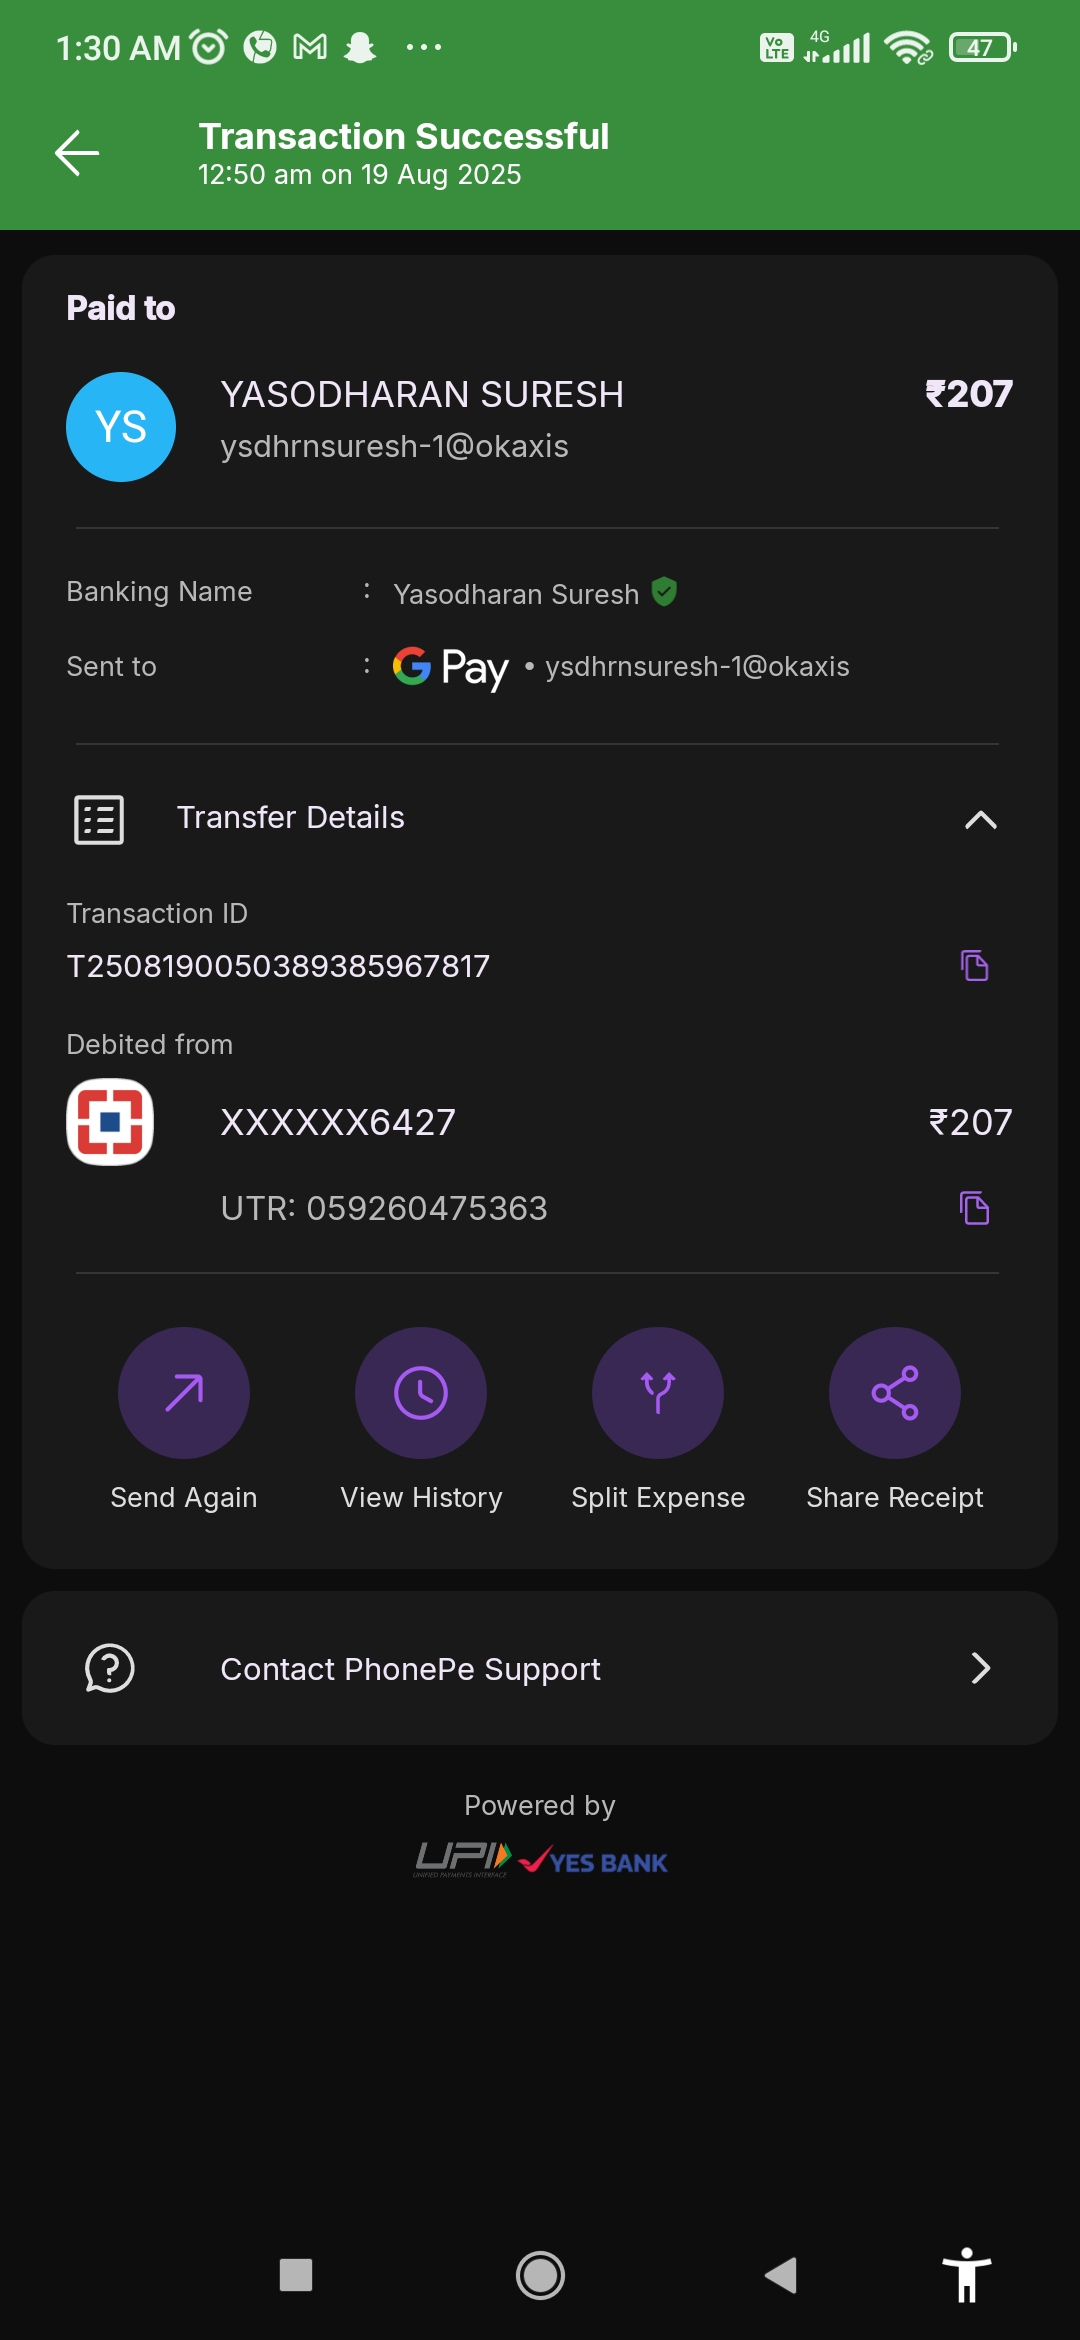 1:30 AM
Vo LTE 4G 47
Transaction Successful
12:50 am on 19 Aug 2025
Paid to
YS
YASODHARAN SURESH ₹207
ysdhrnsuresh-1@okaxis
Banking Name : Yasodharan Suresh
Sent to : G Pay • ysdhrnsuresh-1@okaxis
Transfer Details
Transaction ID
T2508190050389385967817
Debited from
XXXXXX6427 ₹207
UTR: 059260475363
Send Again View History Split Expense Share Receipt
Contact PhonePe Support
Powered by
UPI YES BANK
UNIFIED PAYMENTS INTERFACE